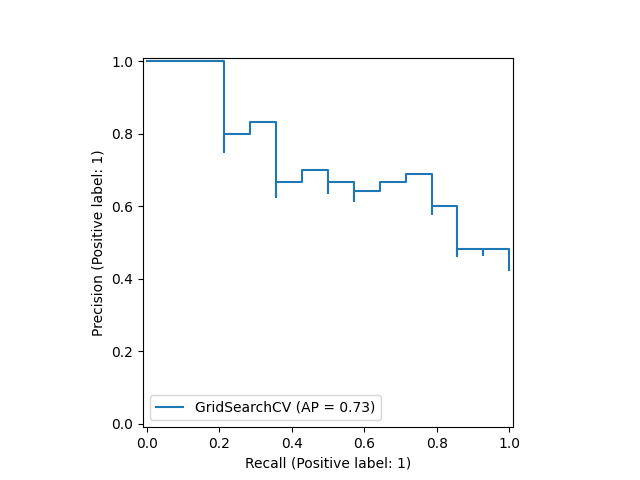 1.0
0.8
0.6
0.4
0.2
0.0
Precision (Positive label: 1)
GridSearchCV (AP = 0.73)
0.0 0.2 0.4 0.6 0.8 1.0
Recall (Positive label: 1)